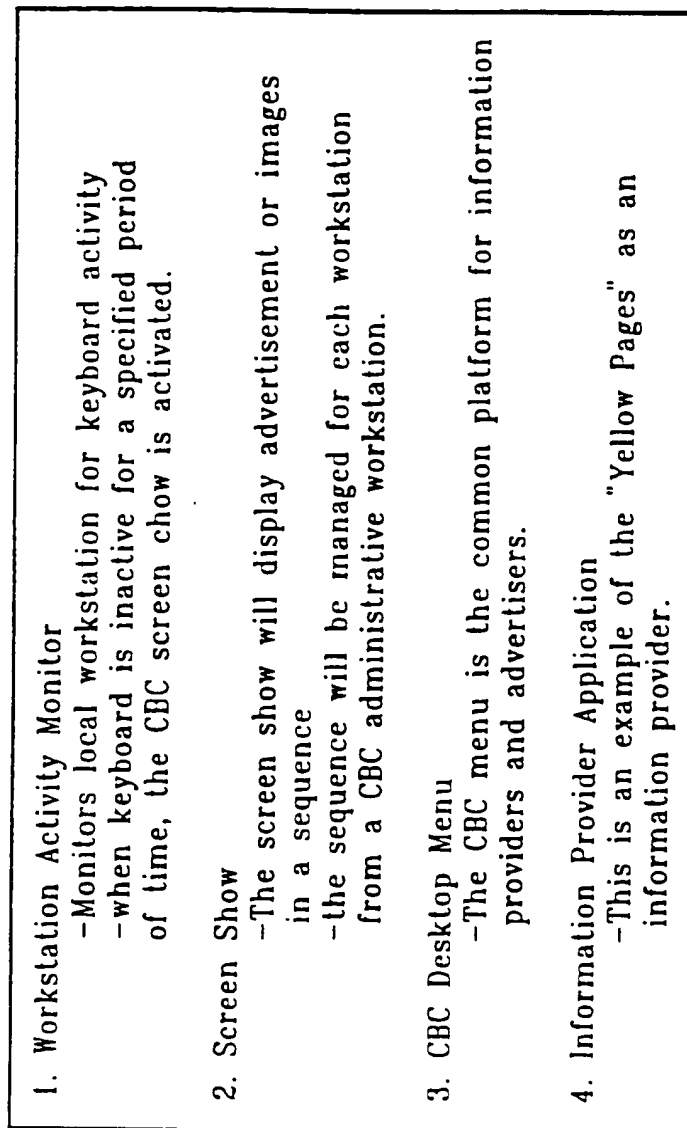 1. Workstation Activity Monitor
-Monitors local workstation for keyboard activity
-when keyboard is inactive for a specified period
of time, the CBC screen chow is activated.
2. Screen Show
-The screen show will display advertisement or images
in a sequence
-the sequence will be managed for each workstation
from a CBC administrative workstation.
3. CBC Desktop Menu
-The CBC menu is the common platform for information
providers and advertisers.
4. Information Provider Application
-This is an example of the "Yellow Pages" as an
information provider.